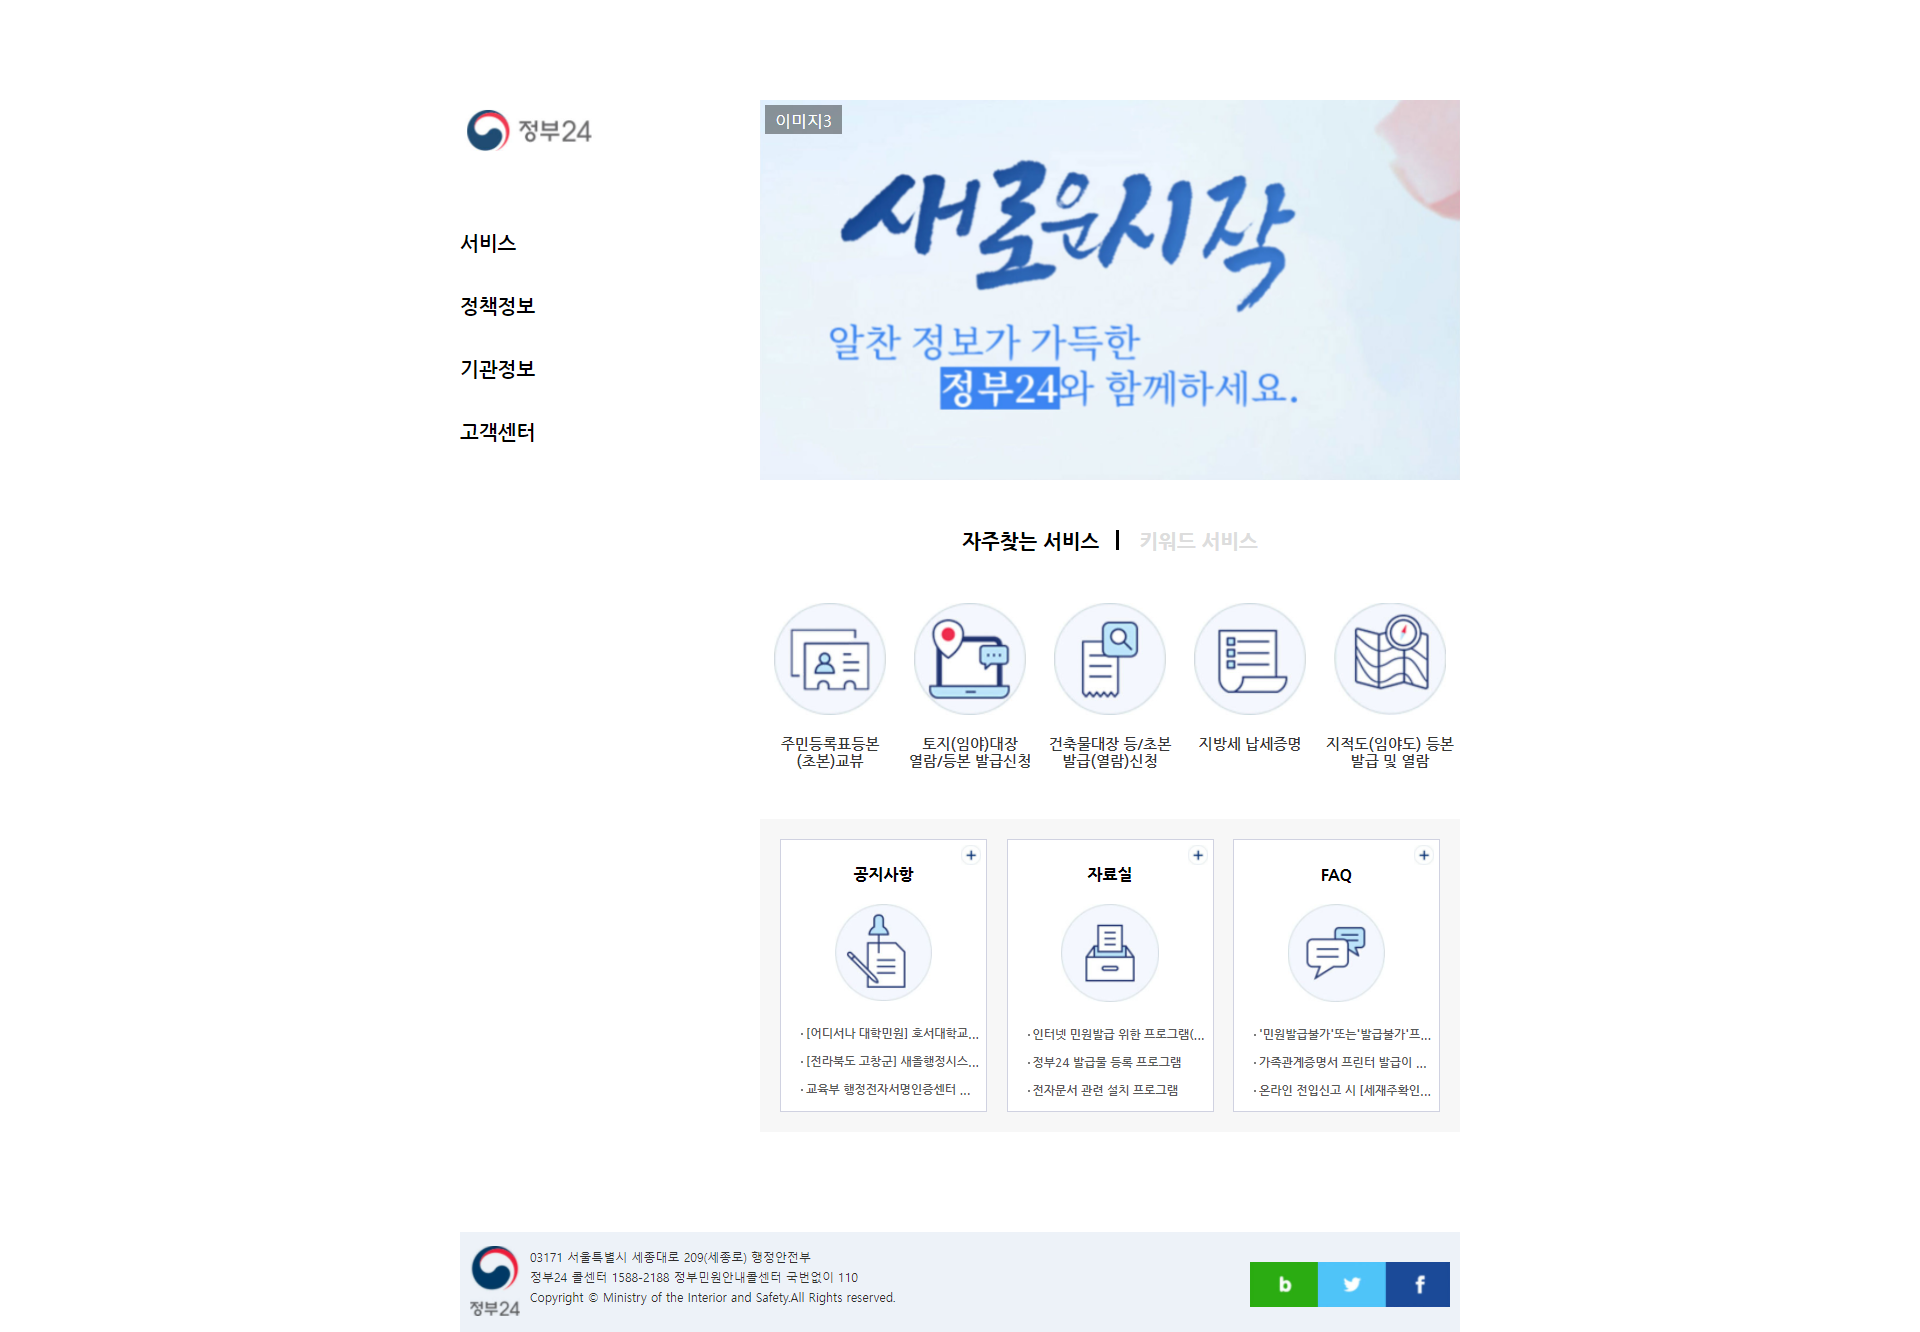 정부24
서비스
정책정보
기관정보
고객센터
이미지3
새로운시작
알찬 정보가 가득한
정부24와 함께하세요.
자주찾는 서비스 | 키워드 서비스
주민등록표등본
(초본)교뷰
토지(임야)대장
열람/등본 발급신청
건축물대장 등/초본
발급(열람)신청
지방세 납세증명
지적도(임야도) 등본
발급 및 열람
공지사항
· [어디서나 대학민원] 호서대학교...
· [전라북도 고창군] 새올행정시스...
· 교육부 행정전자서명인증센터 ...
자료실
· 인터넷 민원발급 위한 프로그램(...
· 정부24 발급물 등록 프로그램
· 전자문서 관련 설치 프로그램
FAQ
· '민원발급불가'또는'발급불가'프...
· 가족관계증명서 프린터 발급이 ...
· 온라인 전입신고 시 [세재주확인...
정부24
03171 서울특별시 세종대로 209(세종로) 행정안전부
정부24 콜센터 1588-2188 정부민원안내콜센터 국번없이 110
Copyright © Ministry of the Interior and Safety.All Rights reserved.